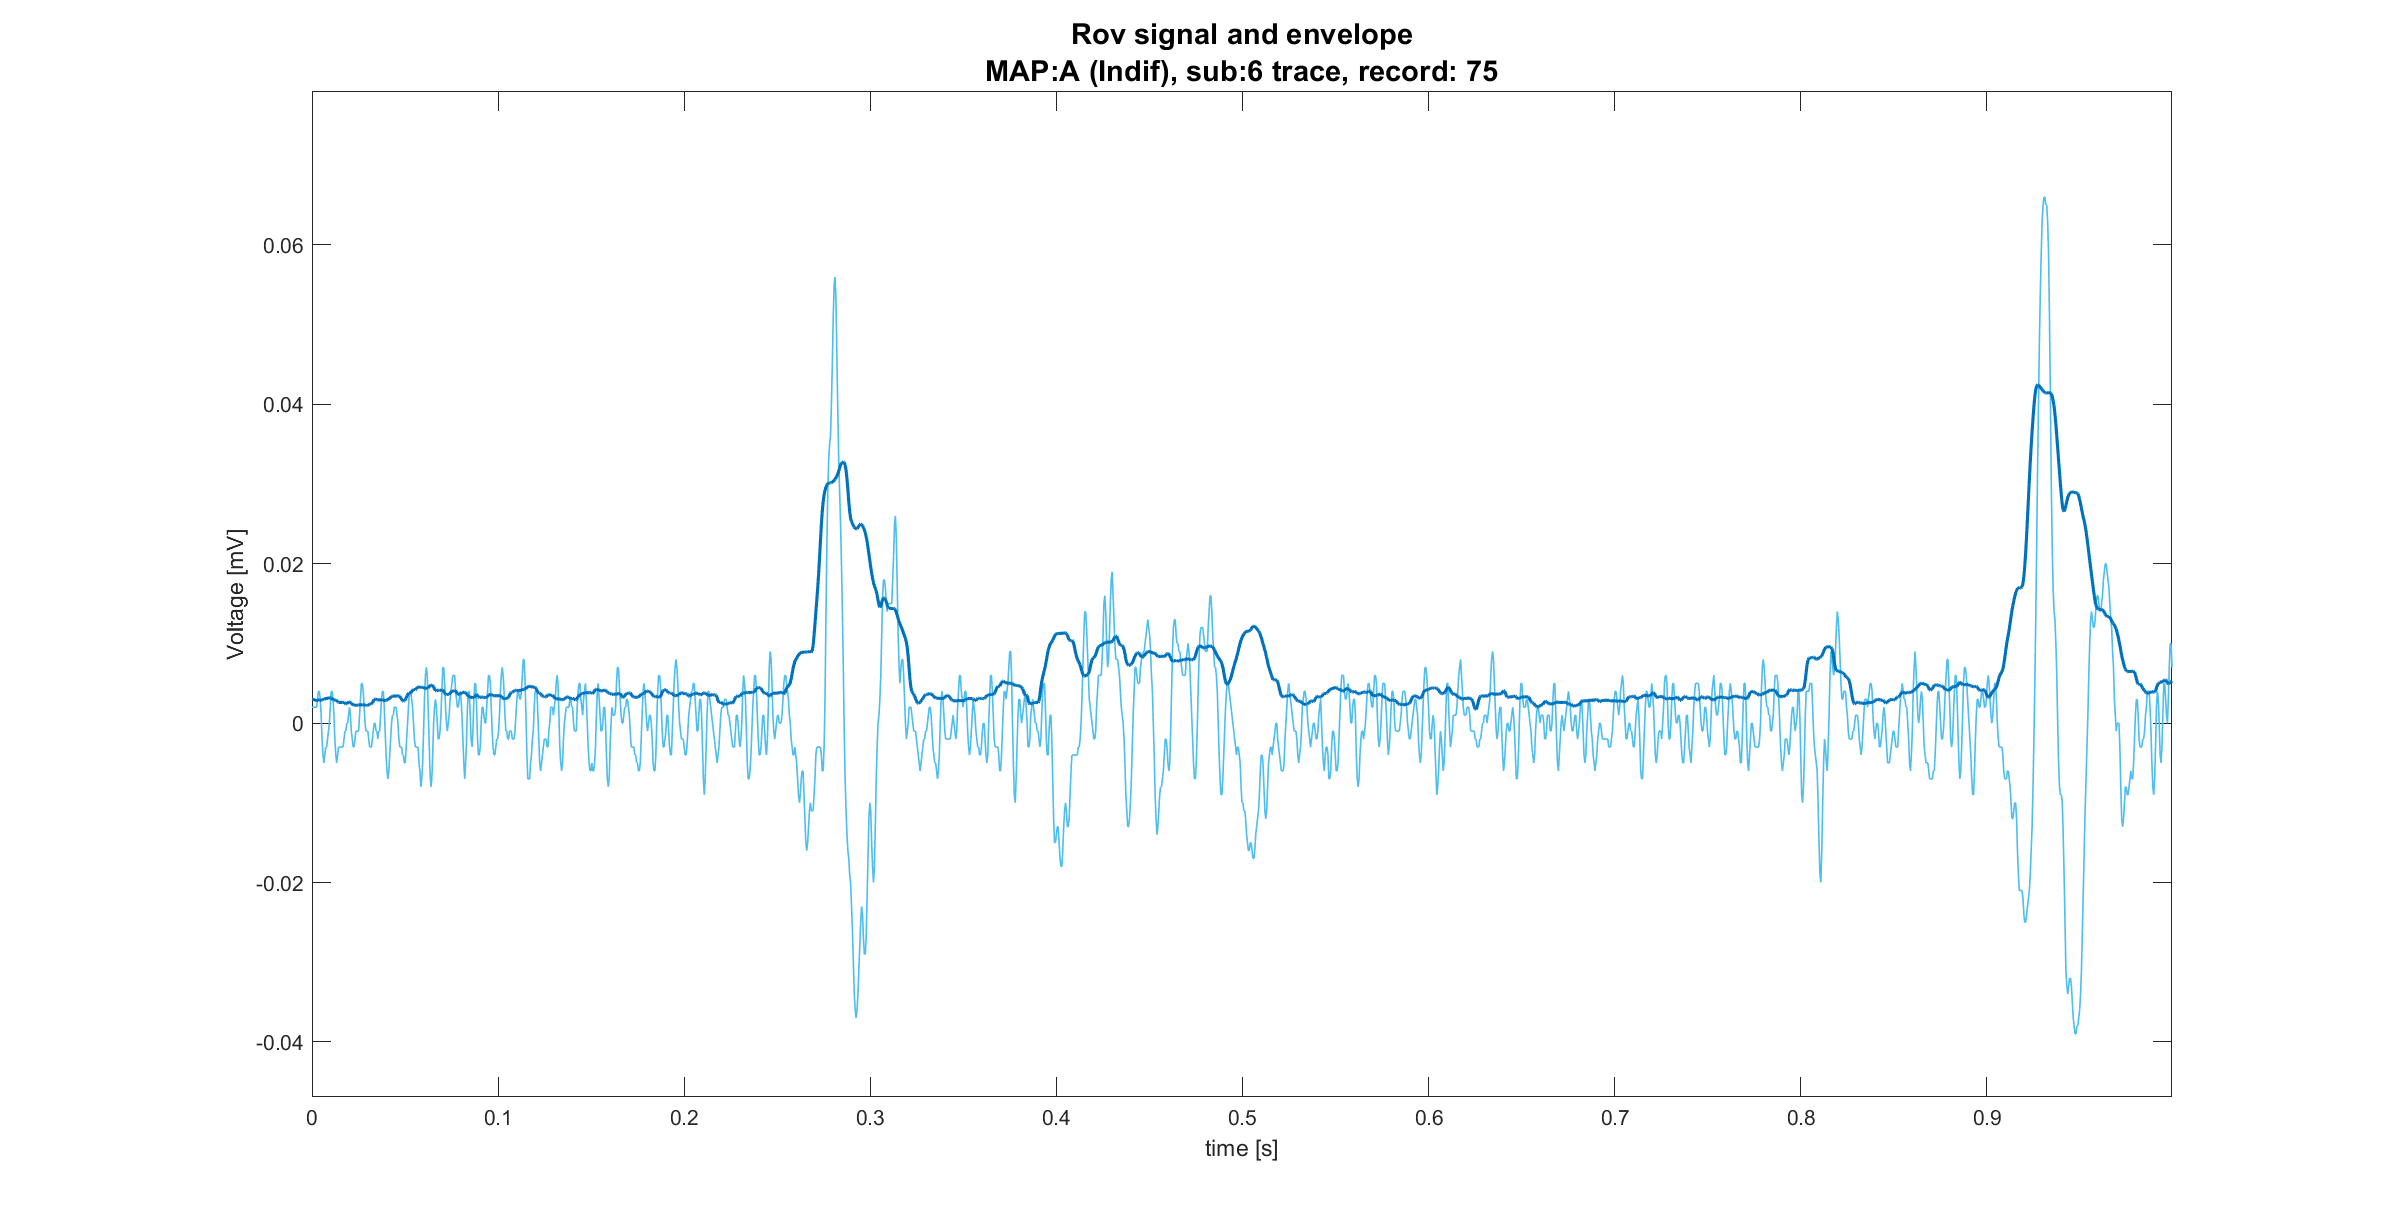 Rov signal and envelope
MAP:A (Indif), sub:6 trace, record: 75
Voltage [mV]
0.06
0.04
0.02
0
-0.02
-0.04
0 0.1 0.2 0.3 0.4 0.5 0.6 0.7 0.8 0.9
time [s]